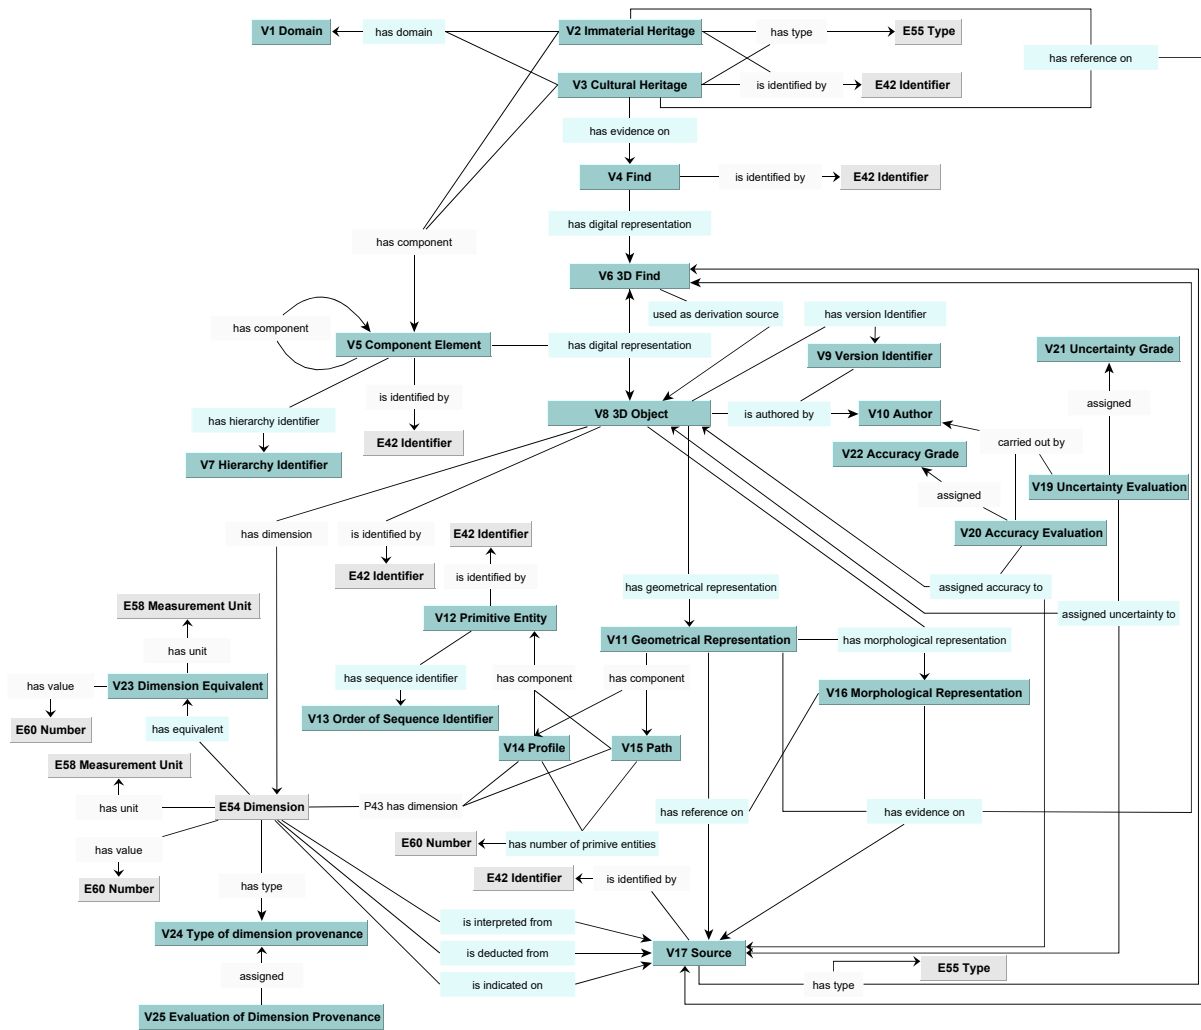 V1 Domain
has domain
V2 Immaterial Heritage
has type
E55 Type
has reference on
V3 Cultural Heritage
is identified by
E42 Identifier
has evidence on
V4 Find
is identified by
E42 Identifier
has digital representation
has component
V6 3D Find
used as derivation source
has version Identifier
has component
V5 Component Element
has digital representation
V9 Version Identifier
V21 Uncertainty Grade
is identified by
assigned
has hierarchy identifier
V8 3D Object
is authored by
V10 Author
E42 Identifier
carried out by
V7 Hierarchy Identifier
V22 Accuracy Grade
V19 Uncertainty Evaluation
assigned
has dimension
is identified by
E42 Identifier
V20 Accuracy Evaluation
E42 Identifier
is identified by
has geometrical representation
assigned accuracy to
E58 Measurement Unit
V12 Primitive Entity
assigned uncertainty to
V11 Geometrical Representation
has morphological representation
has unit
has sequence identifier
has component
has component
has value
V23 Dimension Equivalent
V16 Morphological Representation
V13 Order of Sequence Identifier
E60 Number
has equivalent
V14 Profile
V15 Path
E58 Measurement Unit
has unit
E54 Dimension
P43 has dimension
has reference on
has evidence on
has value
E60 Number
has number of primive entities
E60 Number
has type
E42 Identifier
is identified by
is interpreted from
V24 Type of dimension provenance
is deducted from
V17 Source
E55 Type
assigned
is indicated on
has type
V25 Evaluation of Dimension Provenance